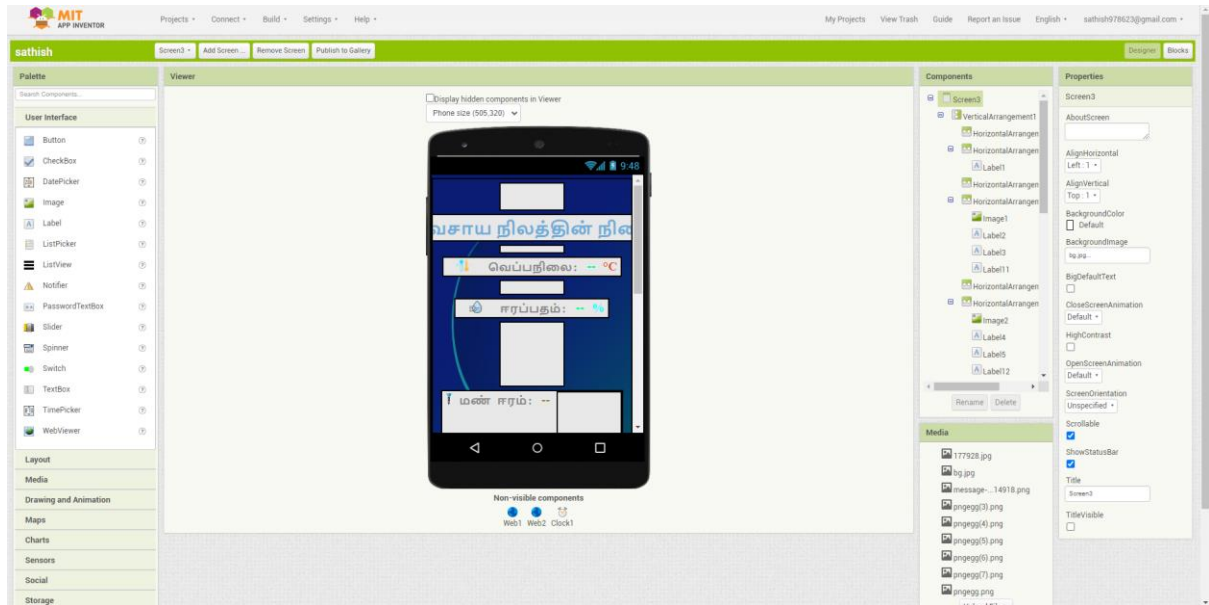 MIT
APP INVENTOR
Projects Connect Build Settings Help
My Projects View Trash Guide Report an Issue English sathish978623@gmail.com
sathish
Screen3 Add Screen ... Remove Screen Publish to Gallery
Designer Blocks
Palette
Search Components...
User Interface
Button
CheckBox
DatePicker
Image
Label
ListPicker
ListView
Notifier
PasswordTextBox
Slider
Spinner
Switch
TextBox
TimePicker
WebViewer
Layout
Media
Drawing and Animation
Maps
Charts
Sensors
Social
Storage
Viewer
Display hidden components in Viewer
Phone size (505,320)
9:48
வசாய நிலத்தின் நிலை
வெப்பநிலை: -- °C
ஈரப்பதம்: -- %
மண் ஈரம்: --
Non-visible components
Web1 Web2 Clock1
Components
Screen3
VerticalArrangement1
HorizontalArrangen
HorizontalArrangen
Label1
HorizontalArrangen
HorizontalArrangen
Image1
Label2
Label3
Label11
HorizontalArrangen
HorizontalArrangen
Image2
Label4
Label5
Label12
Rename Delete
Media
177928.jpg
bg.jpg
message-...14918.png
pngegg(3).png
pngegg(4).png
pngegg(5).png
pngegg(6).png
pngegg(7).png
pngegg.png
Properties
Screen3
AboutScreen
AlignHorizontal
Left : 1
AlignVertical
Top : 1
BackgroundColor
Default
BackgroundImage
bg.jpg...
BigDefaultText
CloseScreenAnimation
Default
HighContrast
OpenScreenAnimation
Default
ScreenOrientation
Unspecified
Scrollable
ShowStatusBar
Title
Screen3
TitleVisible